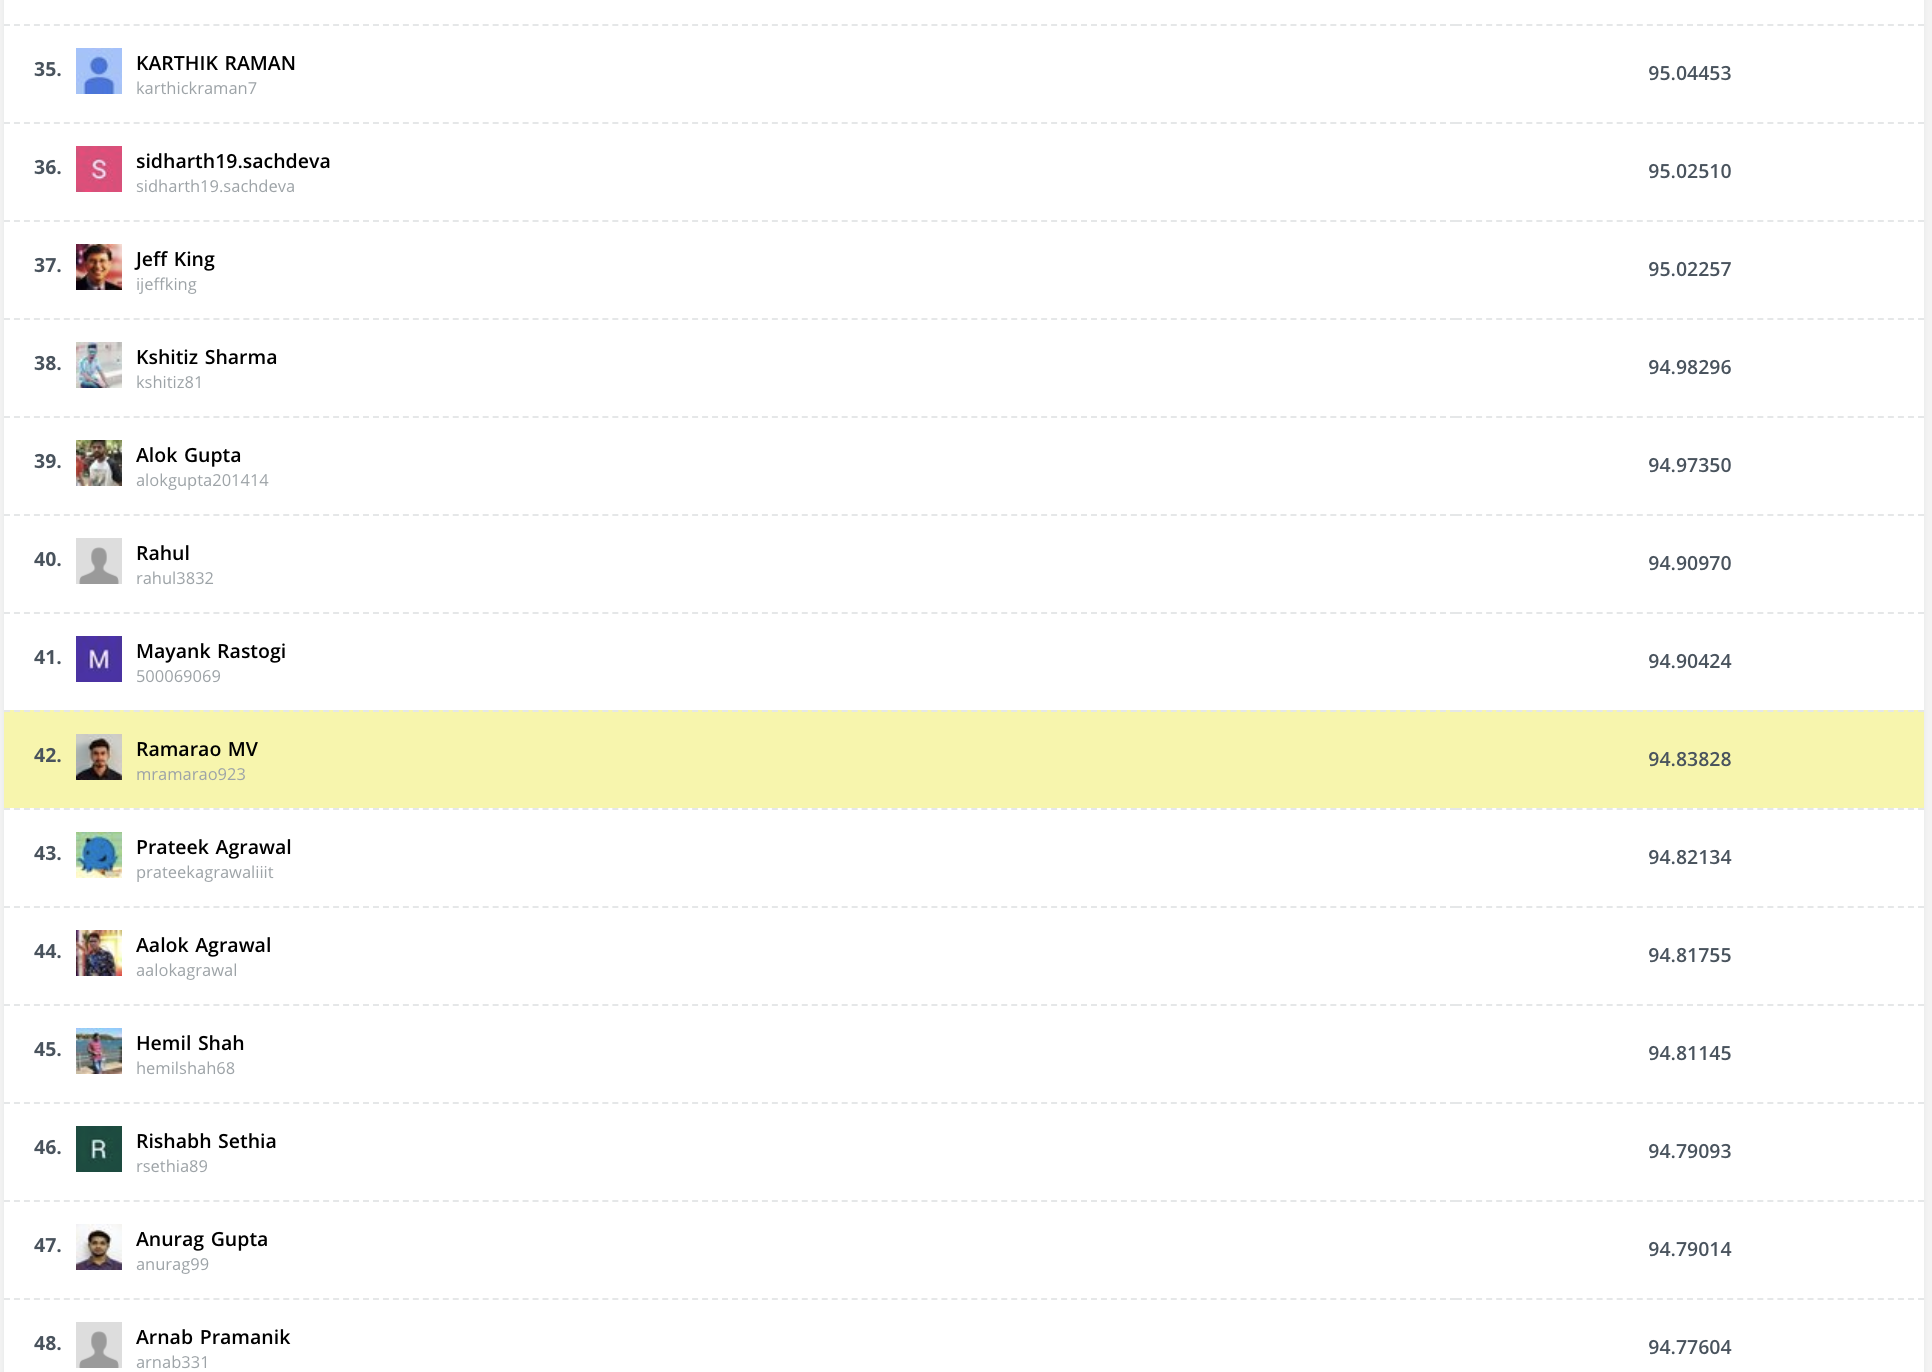 35.
KARTHIK RAMAN
karthickraman7
95.04453
36.
S
sidharth19.sachdeva
sidharth19.sachdeva
95.02510
37.
Jeff King
ijeffking
95.02257
38.
Kshitiz Sharma
kshitiz81
94.98296
39.
Alok Gupta
alokgupta201414
94.97350
40.
Rahul
rahul3832
94.90970
41.
M
Mayank Rastogi
500069069
94.90424
42.
Ramarao MV
mramarao923
94.83828
43.
Prateek Agrawal
prateekagrawaliiit
94.82134
44.
Aalok Agrawal
aalokagrawal
94.81755
45.
Hemil Shah
hemilshah68
94.81145
46.
R
Rishabh Sethia
rsethia89
94.79093
47.
Anurag Gupta
anurag99
94.79014
48.
Arnab Pramanik
arnab331
94.77604